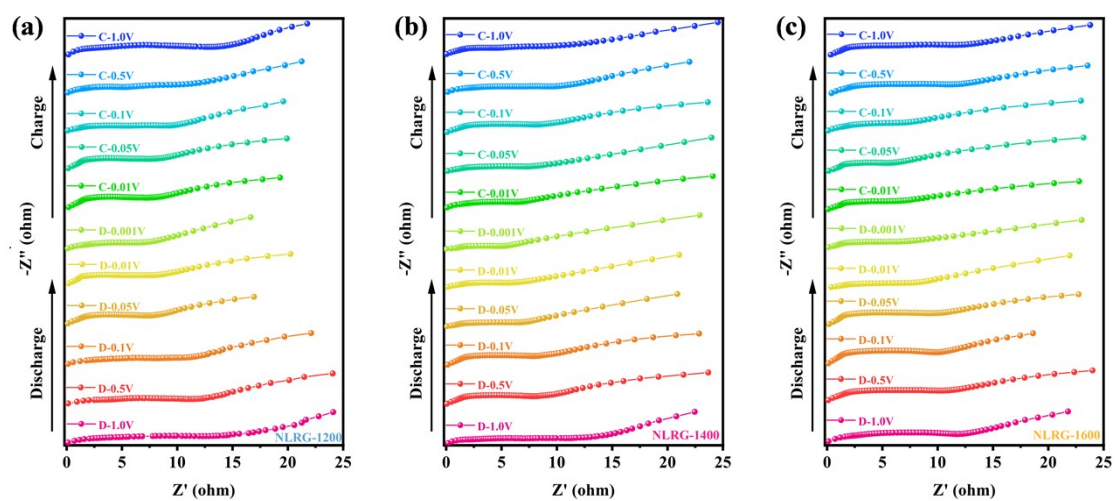 (a)
C-1.0V
C-0.5V
C-0.1V
C-0.05V
C-0.01V
D-0.001V
D-0.01V
D-0.05V
D-0.1V
D-0.5V
D-1.0V
NLRG-1200
Charge
-Z" (ohm)
Discharge
0 5 10 15 20 25
Z' (ohm)
(b)
C-1.0V
C-0.5V
C-0.1V
C-0.05V
C-0.01V
D-0.001V
D-0.01V
D-0.05V
D-0.1V
D-0.5V
D-1.0V
NLRG-1400
Charge
-Z" (ohm)
Discharge
0 5 10 15 20 25
Z' (ohm)
(c)
C-1.0V
C-0.5V
C-0.1V
C-0.05V
C-0.01V
D-0.001V
D-0.01V
D-0.05V
D-0.1V
D-0.5V
D-1.0V
NLRG-1600
Charge
-Z" (ohm)
Discharge
0 5 10 15 20 25
Z' (ohm)